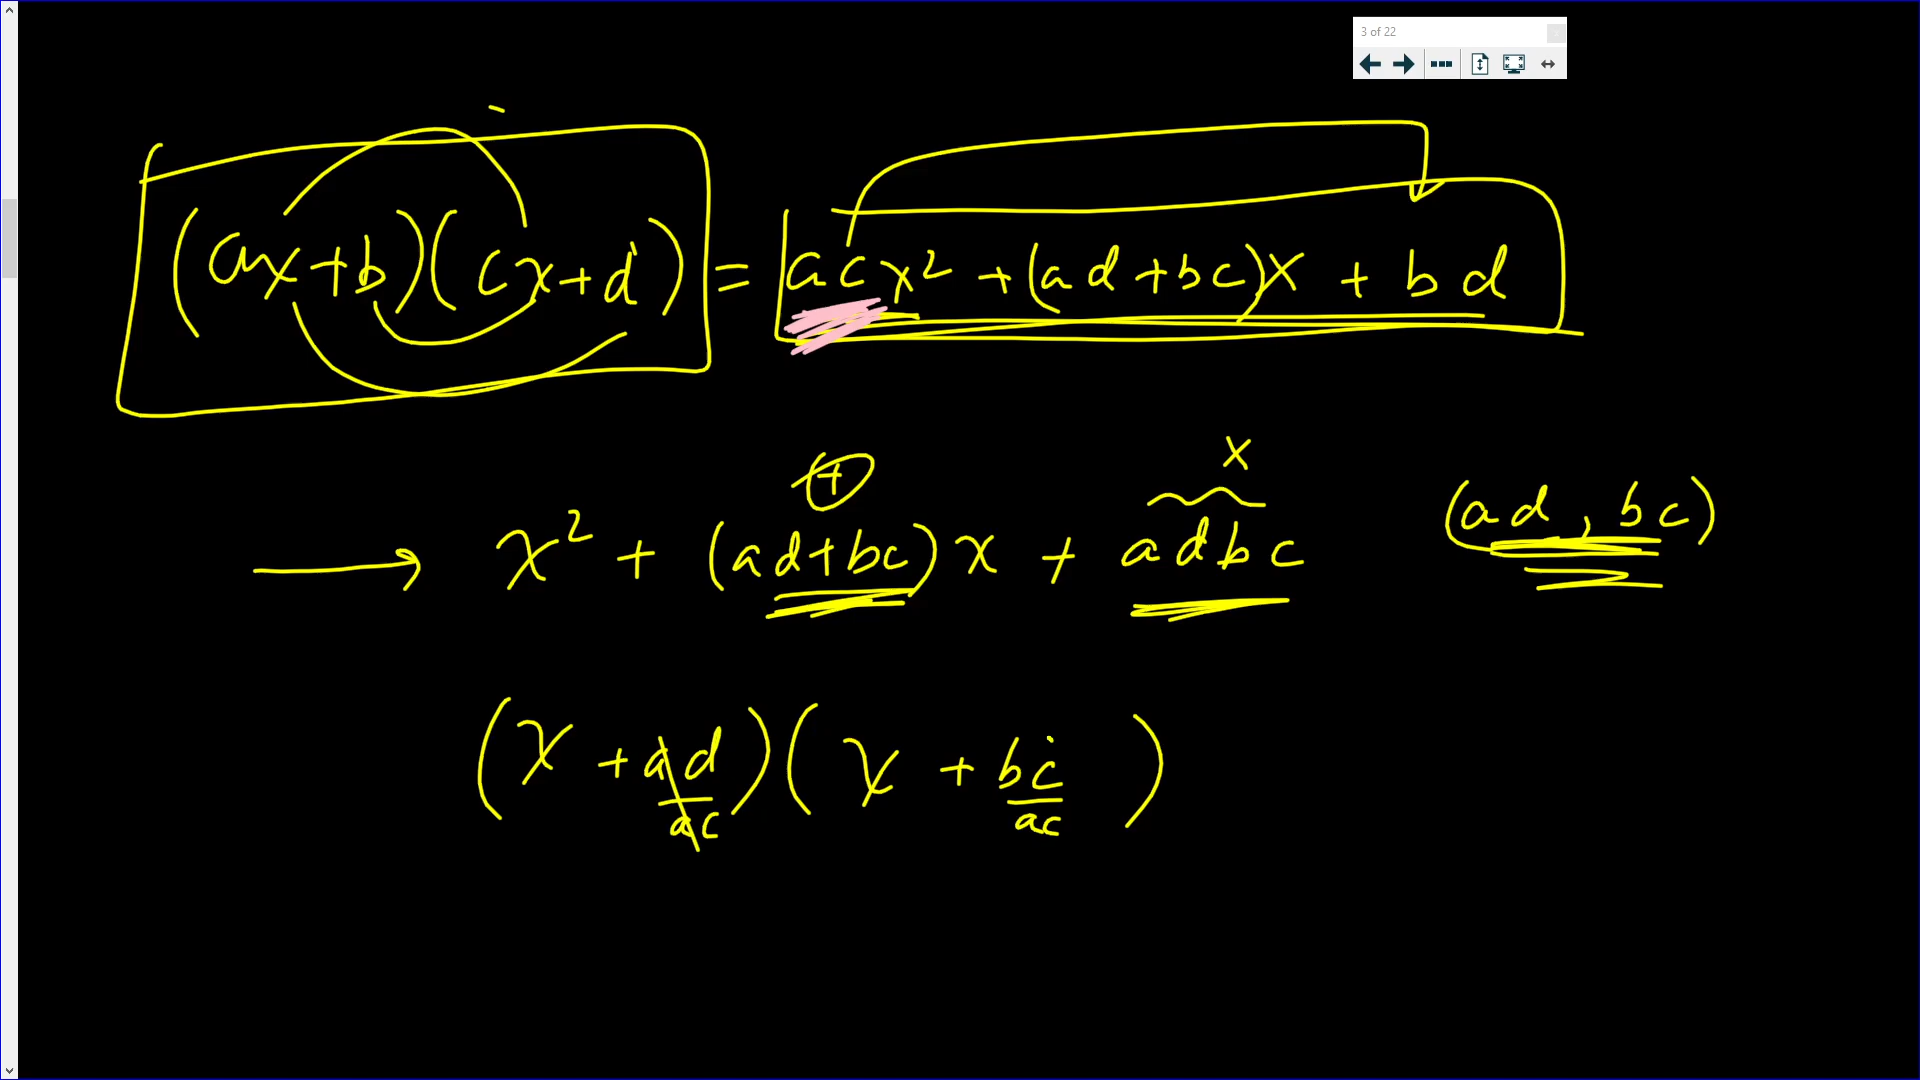 3 of 22
(ax+b)(cx+d) = acx² + (ad+bc)x + bd
+ x
→ x² + (ad+bc)x + adbc (ad, bc)
(x + ad/ac)(x + bc/ac)